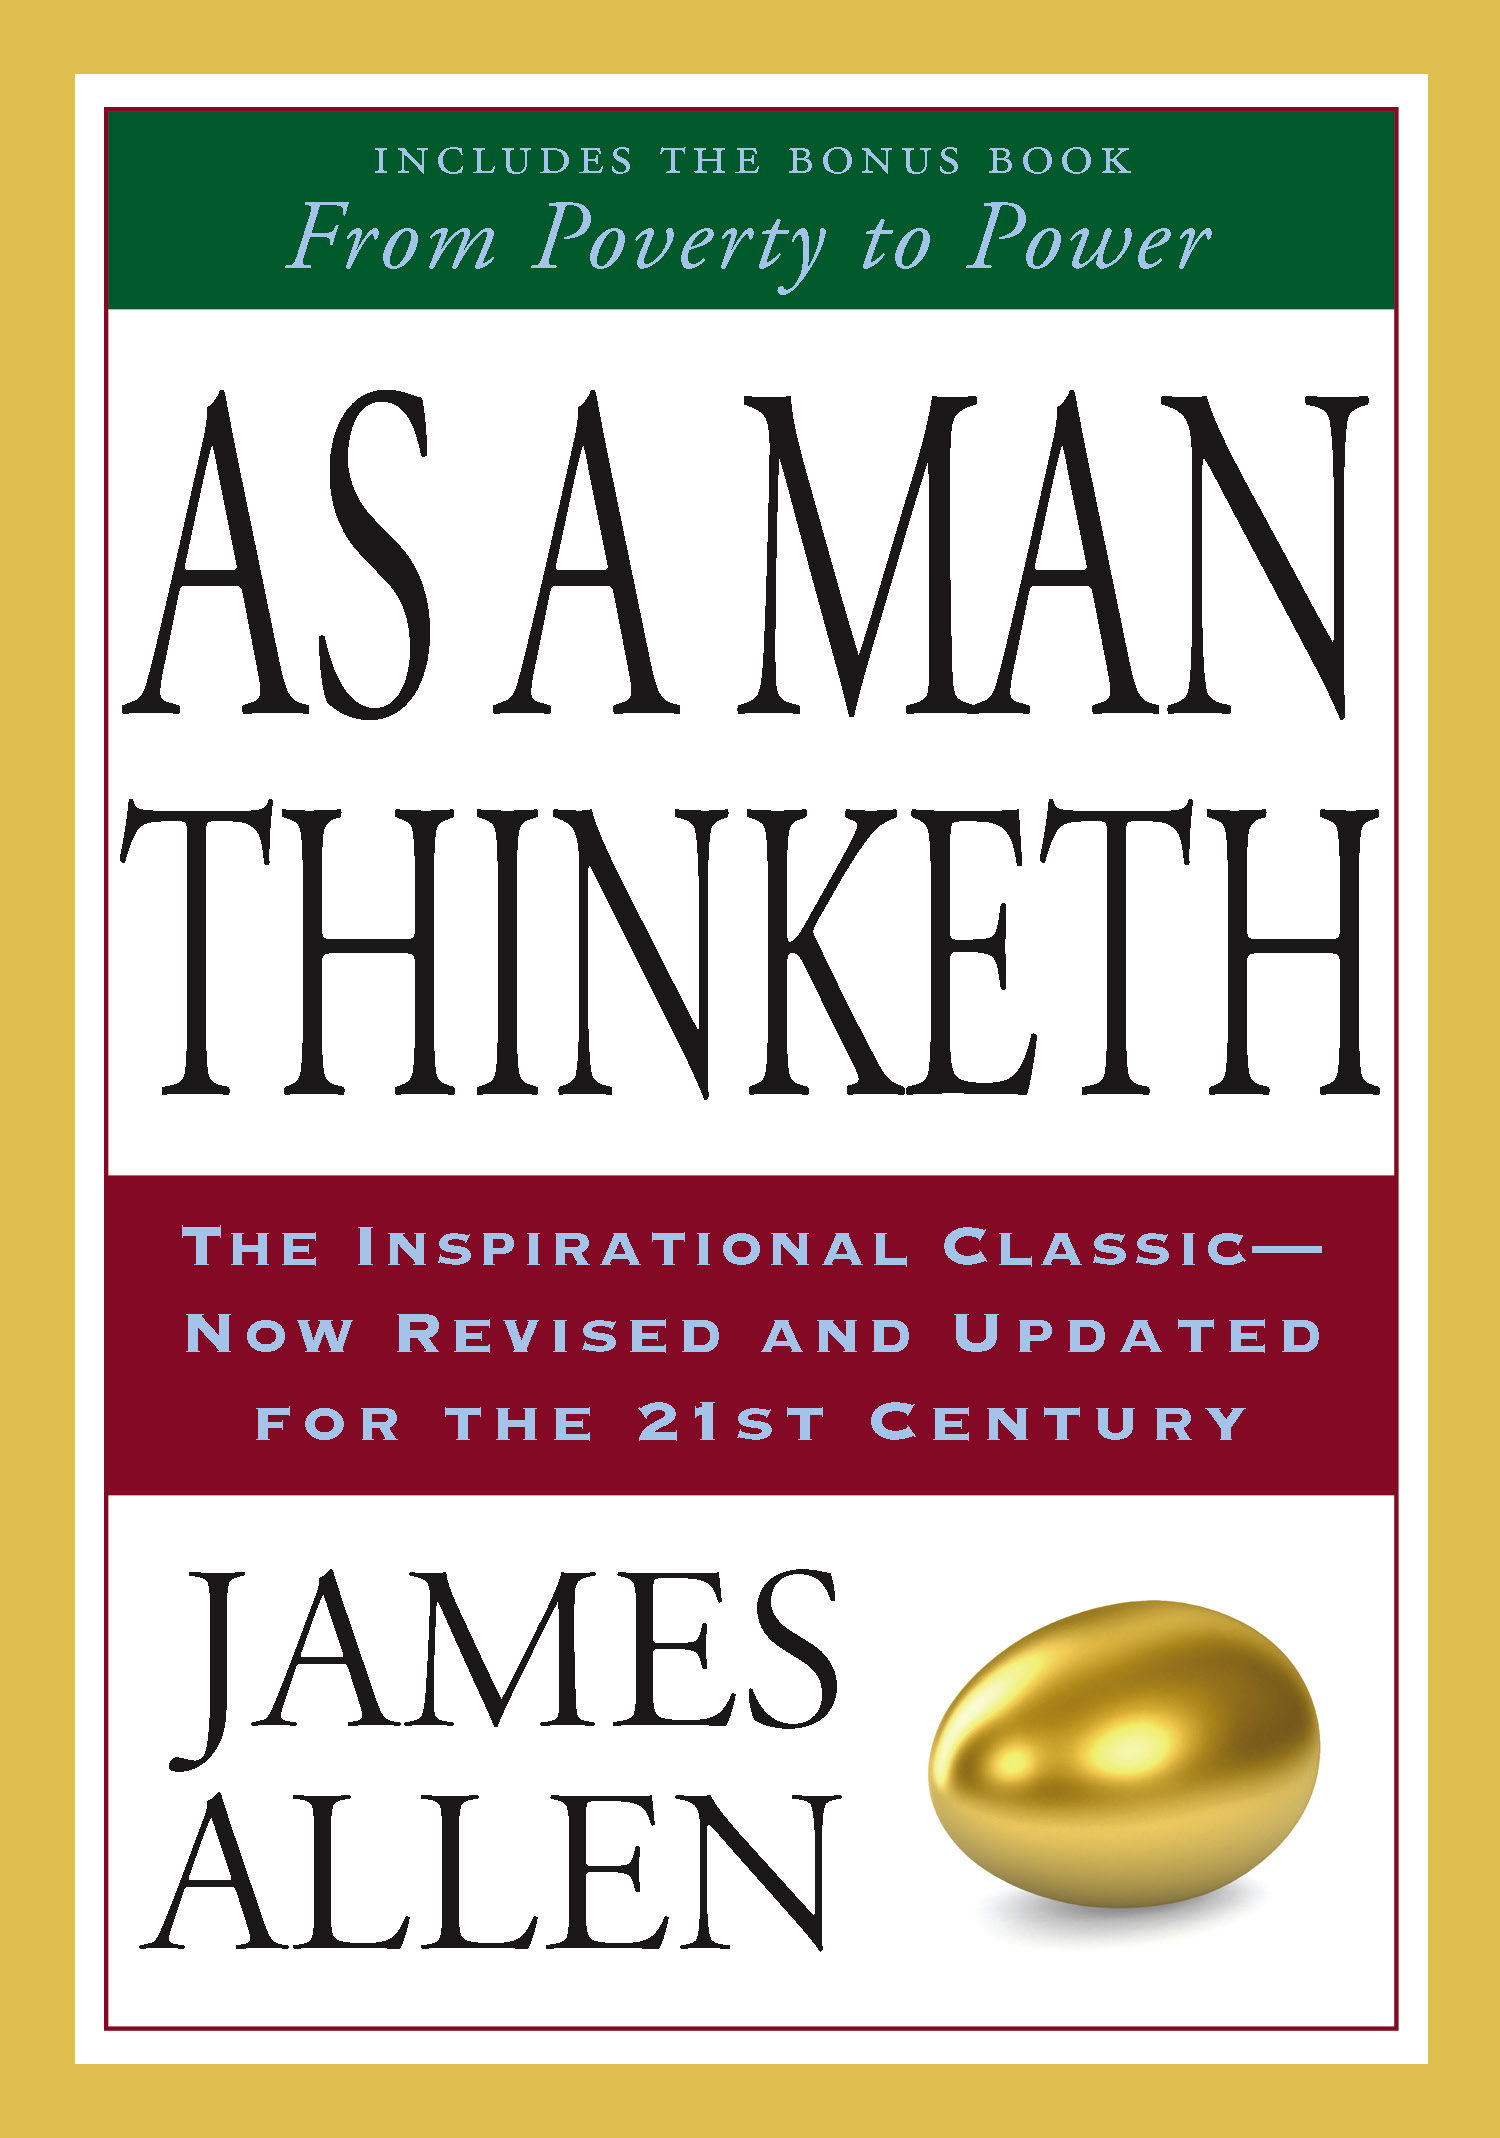 INCLUDES THE BONUS BOOK
From Poverty to Power
AS A MAN
THINKETH
THE INSPIRATIONAL CLASSIC—
NOW REVISED AND UPDATED
FOR THE 21ST CENTURY
JAMES
ALLEN